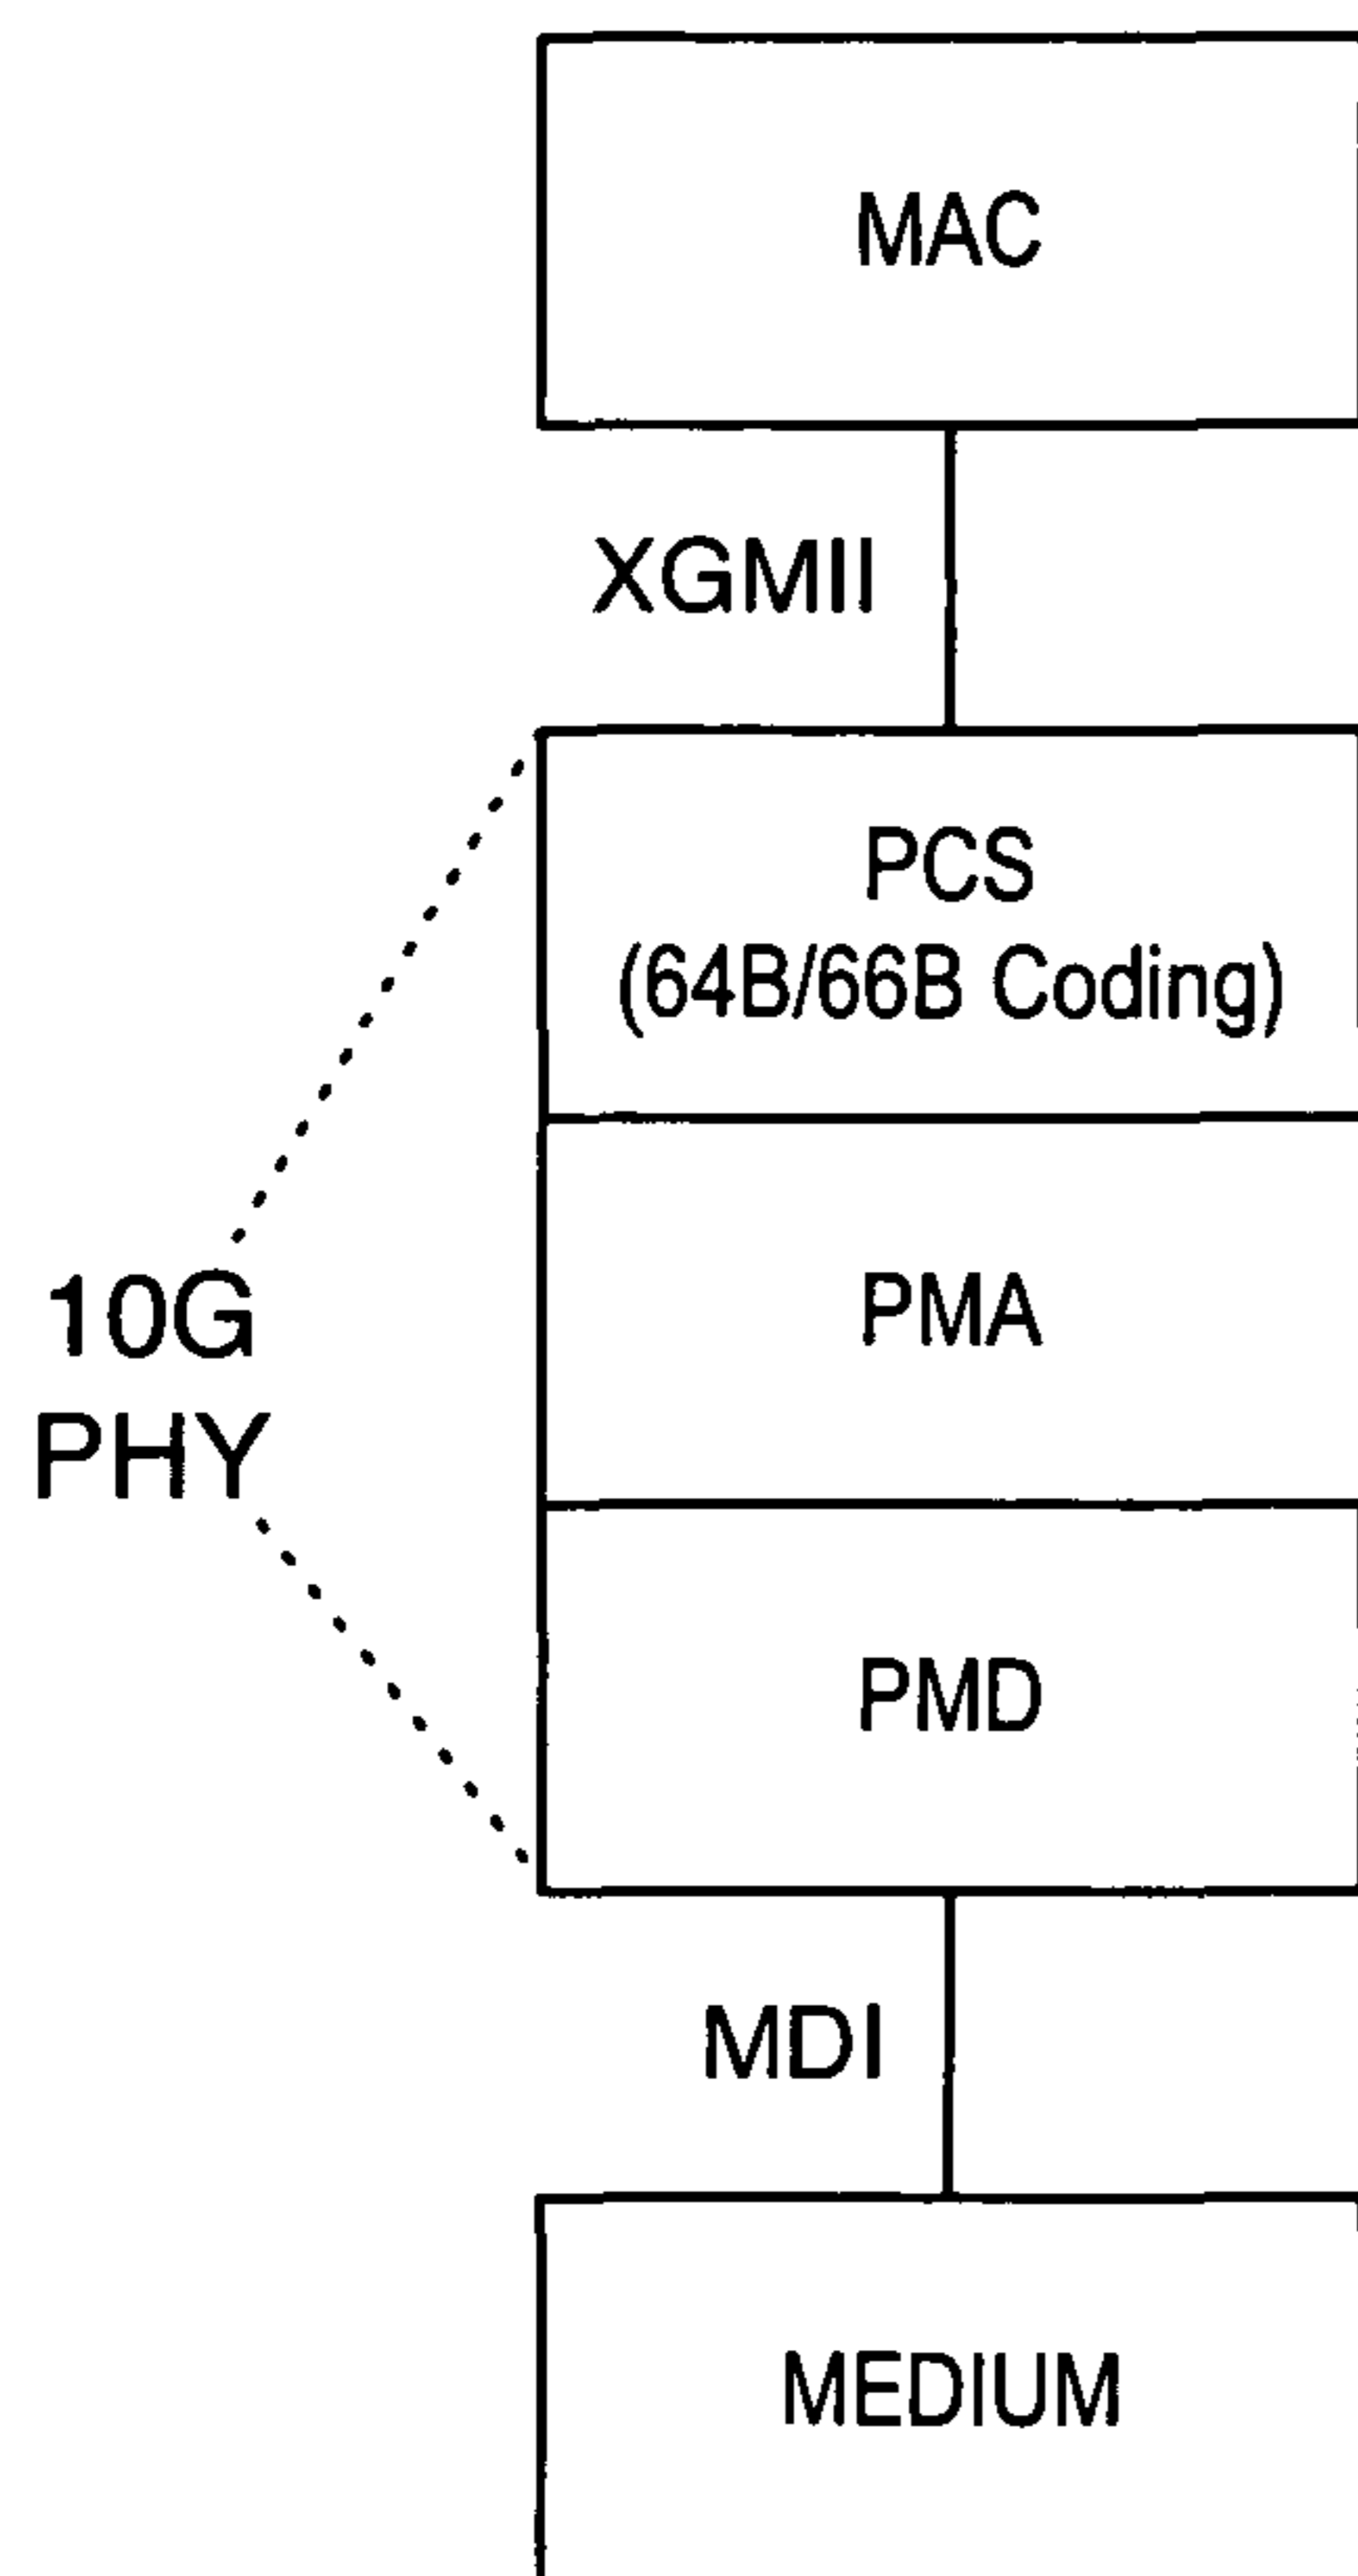 MAC
XGMII
PCS
(64B/66B Coding)
10G
PHY
PMA
PMD
MDI
MEDIUM